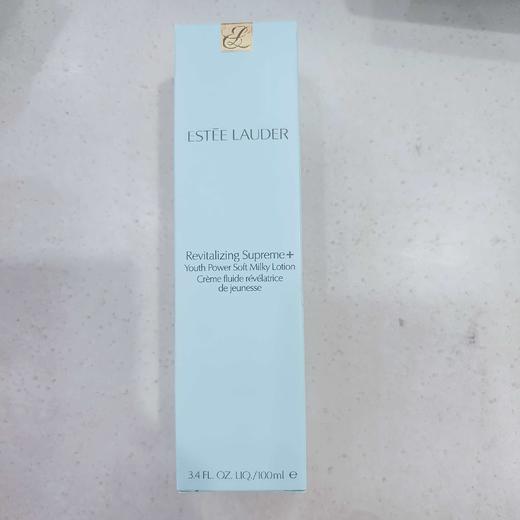 ESTĒE LAUDER
Revitalizing Supreme+
Youth Power Soft Milky Lotion
Crème fluide révélatrice
de jeunesse
3.4 FL. OZ. LIQ./100ml ℮